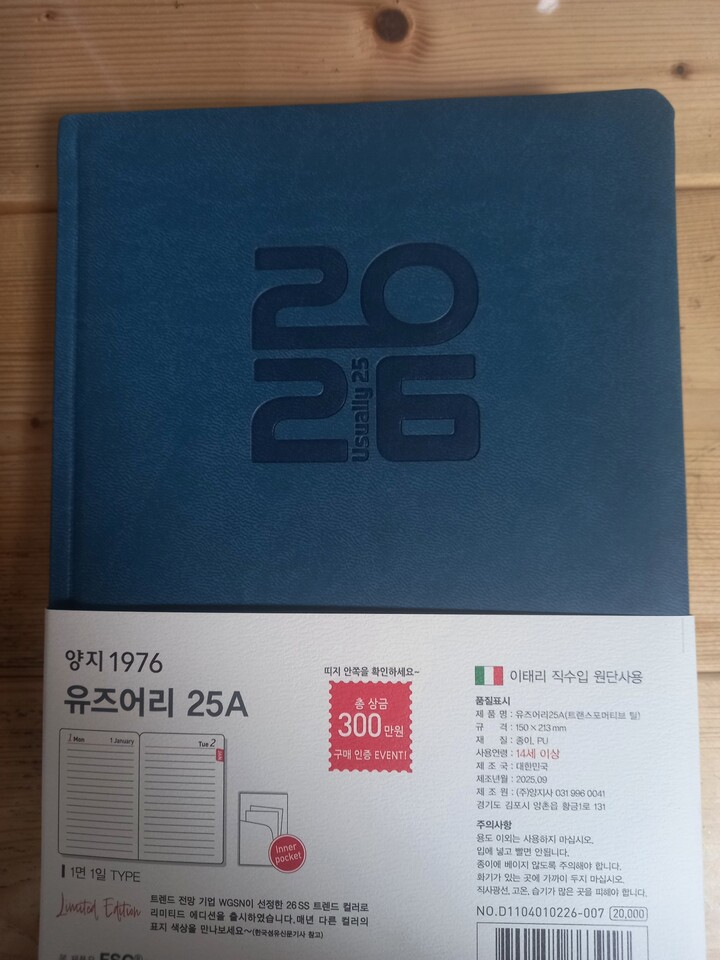 20
26
Usually 25
양지 1976
유즈어리 25A
1 Mon
1 January
Tue 2
Inner
pocket
1면 1일 TYPE
Limited Edition
트렌드 전망 기업 WGSN이 선정한 26 SS 트렌드 컬러로
리미티드 에디션을 출시하였습니다. 매년 다른 컬러의
표지 색상을 만나보세요~(한국섬유신문기사 참고)
띠지 안쪽을 확인하세요~
총 상금
300만원
구매 인증 EVENT!
이태리 직수입 원단사용
품질표시
제 품 명 : 유즈어리25A(트랜스포머티브 틸)
규 격 : 150 × 213 mm
재 질 : 종이, PU
사용연령 : 14세 이상
제 조 국 : 대한민국
제조년월 : 2025.09
제 조 원 : (주)양지사 031 996 0041
경기도 김포시 양촌읍 황금1로 131
주의사항
용도 이외는 사용하지 마십시오.
입에 넣고 빨면 안됩니다.
종이에 베이지 않도록 주의하여야 합니다.
화기가 있는 곳에 가까이 두지 마십시오.
직사광선, 고온, 습기가 많은 곳을 피해야 합니다.
NO.D1104010226-007 20,000